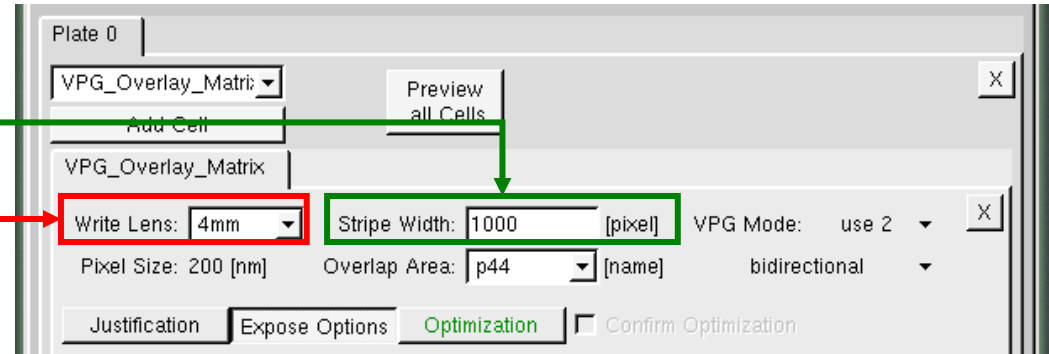 Plate 0
VPG_Overlay_Matri
X
Preview
all Cells
Add Cell
VPG_Overlay_Matrix
Write Lens: 4mm Stripe Width: 1000 [pixel] VPG Mode: use 2 X
Pixel Size: 200 [nm] Overlap Area: p44 [name] bidirectional
Justification Expose Options Optimization Confirm Optimization